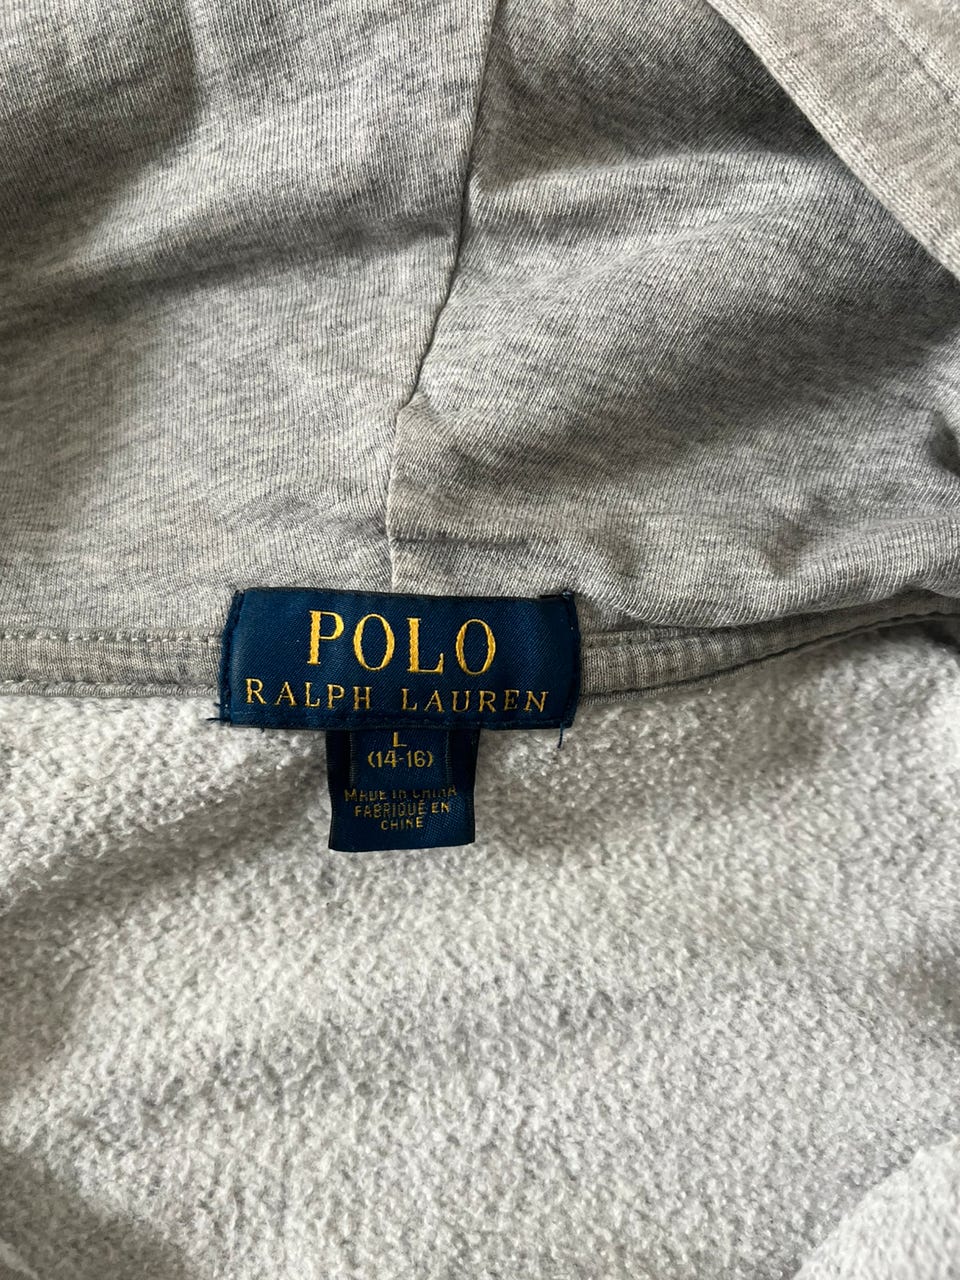 POLO
RALPH LAUREN
L
(14-16)
MADE IN CHINA
FABRIQUÉ EN
CHINE